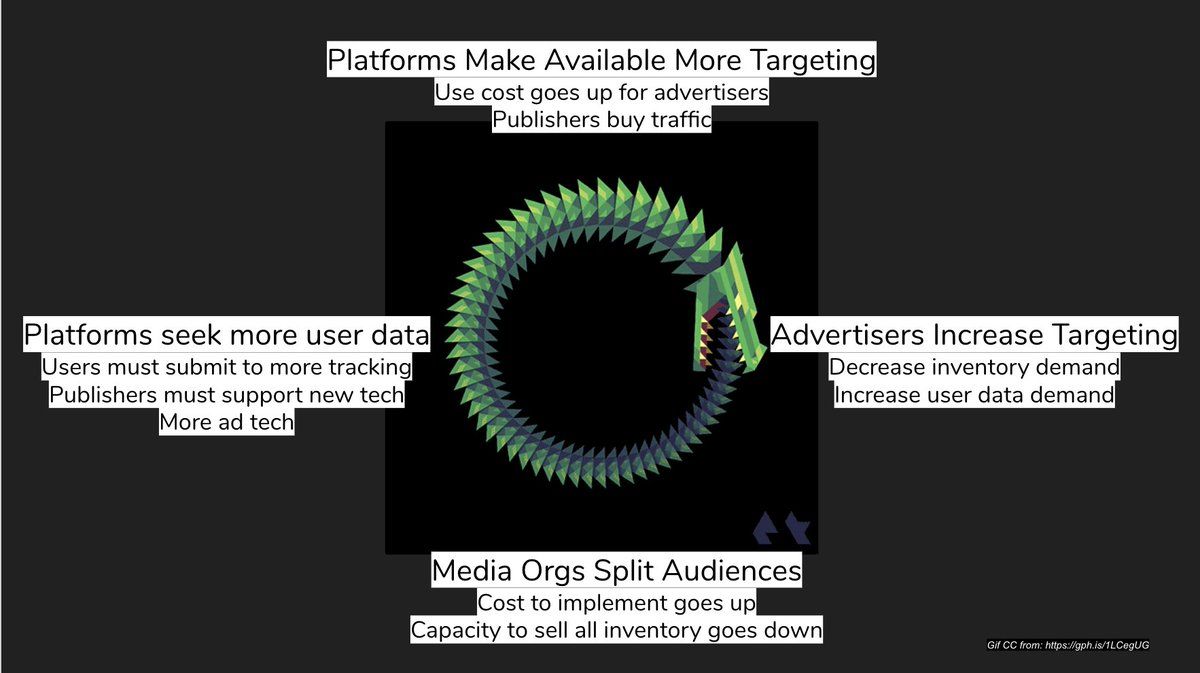 Platforms Make Available More Targeting
Use cost goes up for advertisers
Publishers buy traffic
Platforms seek more user data
Users must submit to more tracking
Publishers must support new tech
More ad tech
Advertisers Increase Targeting
Decrease inventory demand
Increase user data demand
Media Orgs Split Audiences
Cost to implement goes up
Capacity to sell all inventory goes down
Gif CC from: https://gph.is/1LCegUG